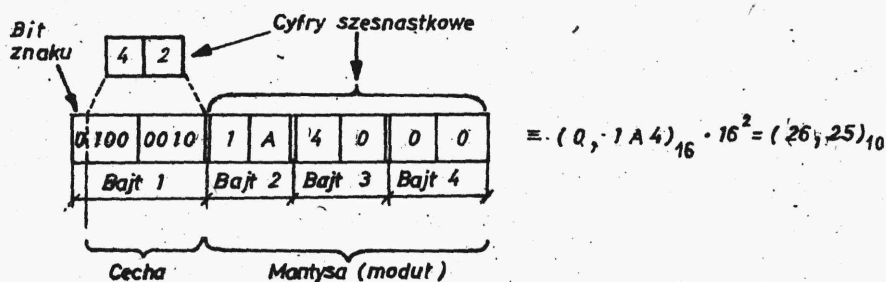 Bit
znaku
4 2
Cyfry szesnastkowe
0 100 0010 1 A 4 0 0 0
≡ (0,1A4)₁₆ · 16² = (26,25)₁₀
Bajt 1 Bajt 2 Bajt 3 Bajt 4
Cecha Mantysa (moduł)